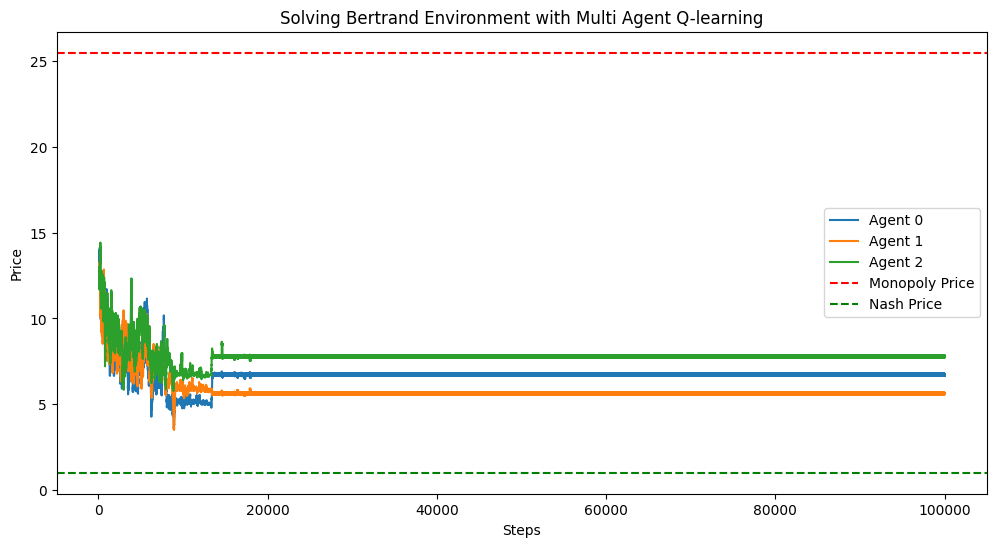 Solving Bertrand Environment with Multi Agent Q-learning
Price
25
20
15
10
5
0
Agent 0
Agent 1
Agent 2
Monopoly Price
Nash Price
0
20000
40000
60000
80000
100000
Steps